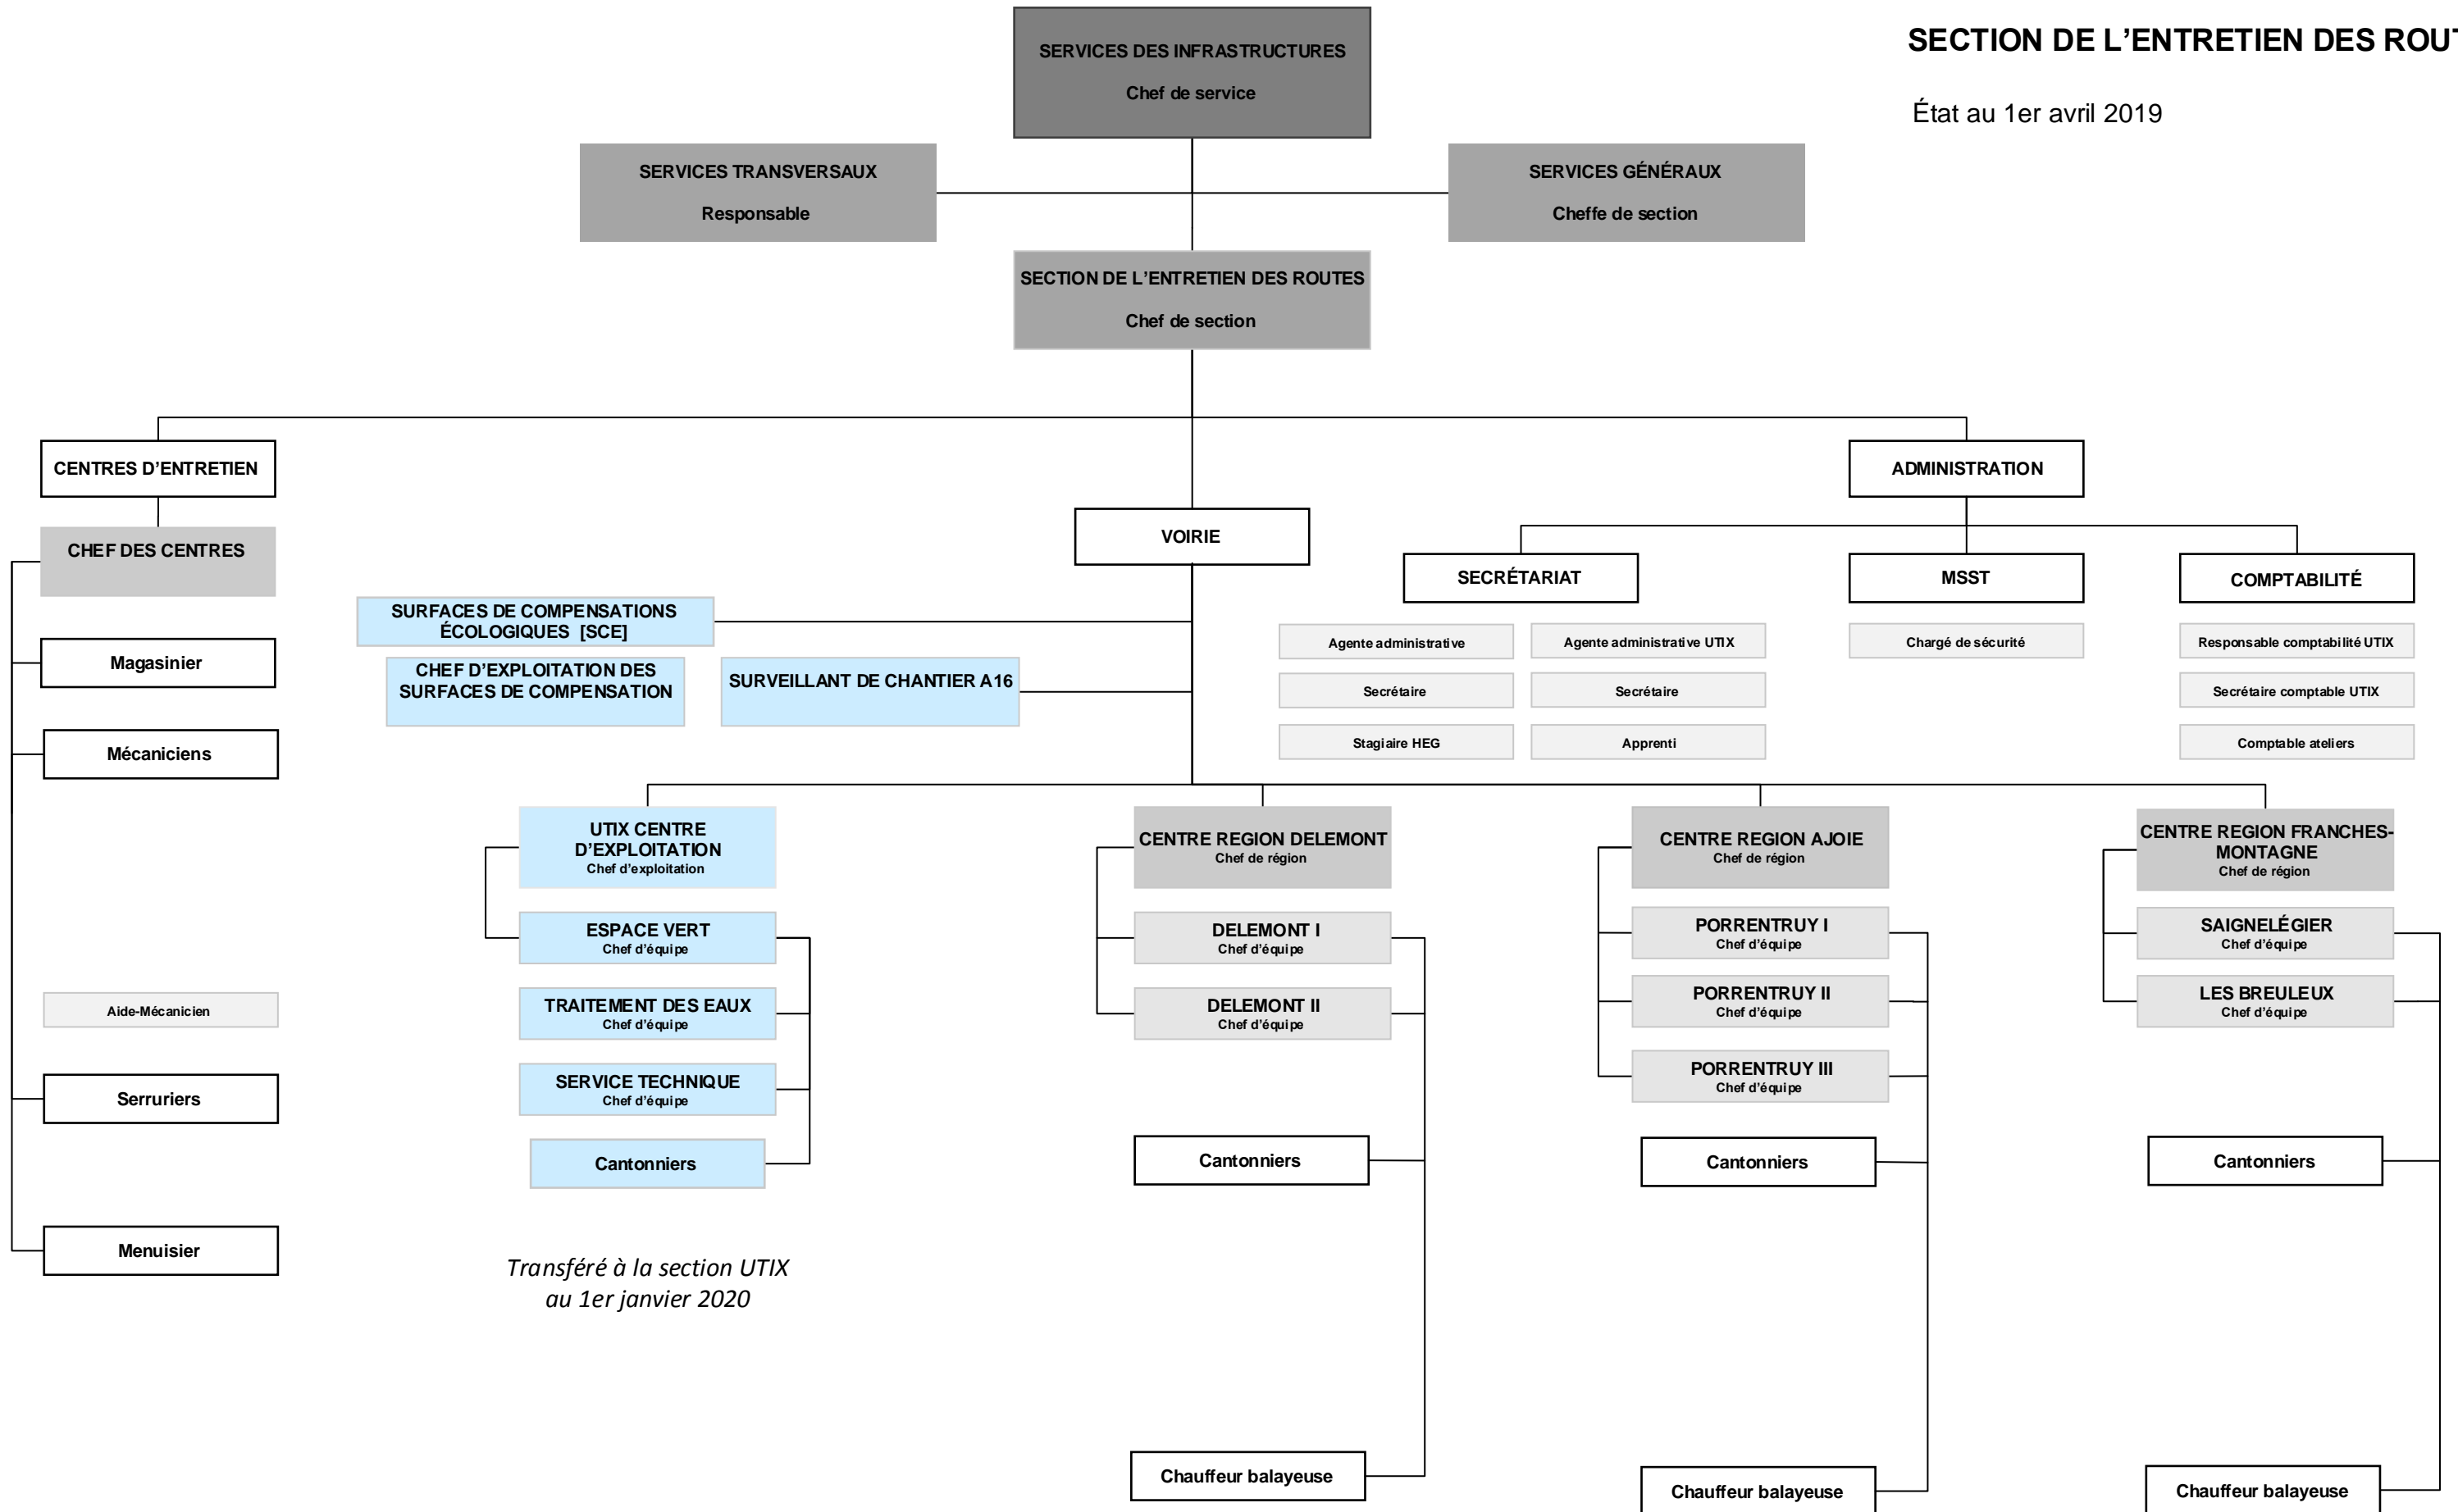 SERVICES DES INFRASTRUCTURES
Chef de service
SECTION DE L'ENTRETIEN DES ROUT
État au 1er avril 2019
SERVICES TRANSVERSAUX
Responsable
SERVICES GÉNÉRAUX
Cheffe de section
SECTION DE L'ENTRETIEN DES ROUTES
Chef de section
CENTRES D'ENTRETIEN
ADMINISTRATION
VOIRIE
CHEF DES CENTRES
SECRÉTARIAT
MSST
COMPTABILITÉ
SURFACES DE COMPENSATIONS
ÉCOLOGIQUES [SCE]
CHEF D'EXPLOITATION DES
SURFACES DE COMPENSATION
SURVEILLANT DE CHANTIER A16
Magasinier
Mécaniciens
Agente administrative
Agente administrative UTIX
Chargé de sécurité
Responsable comptabilité UTIX
Secrétaire
Secrétaire
Secrétaire comptable UTIX
Stagiaire HEG
Apprenti
Comptable ateliers
UTIX CENTRE
D'EXPLOITATION
Chef d'exploitation
CENTRE REGION DELEMONT
Chef de région
CENTRE REGION AJOIE
Chef de région
CENTRE REGION FRANCHES-
MONTAGNE
Chef de région
ESPACE VERT
Chef d'équipe
DELEMONT I
Chef d'équipe
PORRENTRUY I
Chef d'équipe
SAIGNELÉGIER
Chef d'équipe
TRAITEMENT DES EAUX
Chef d'équipe
DELEMONT II
Chef d'équipe
PORRENTRUY II
Chef d'équipe
LES BREULEUX
Chef d'équipe
Aide-Mécanicien
SERVICE TECHNIQUE
Chef d'équipe
PORRENTRUY III
Chef d'équipe
Serruriers
Cantonniers
Cantonniers
Cantonniers
Cantonniers
Menuisier
Transféré à la section UTIX
au 1er janvier 2020
Chauffeur balayeuse
Chauffeur balayeuse
Chauffeur balayeuse